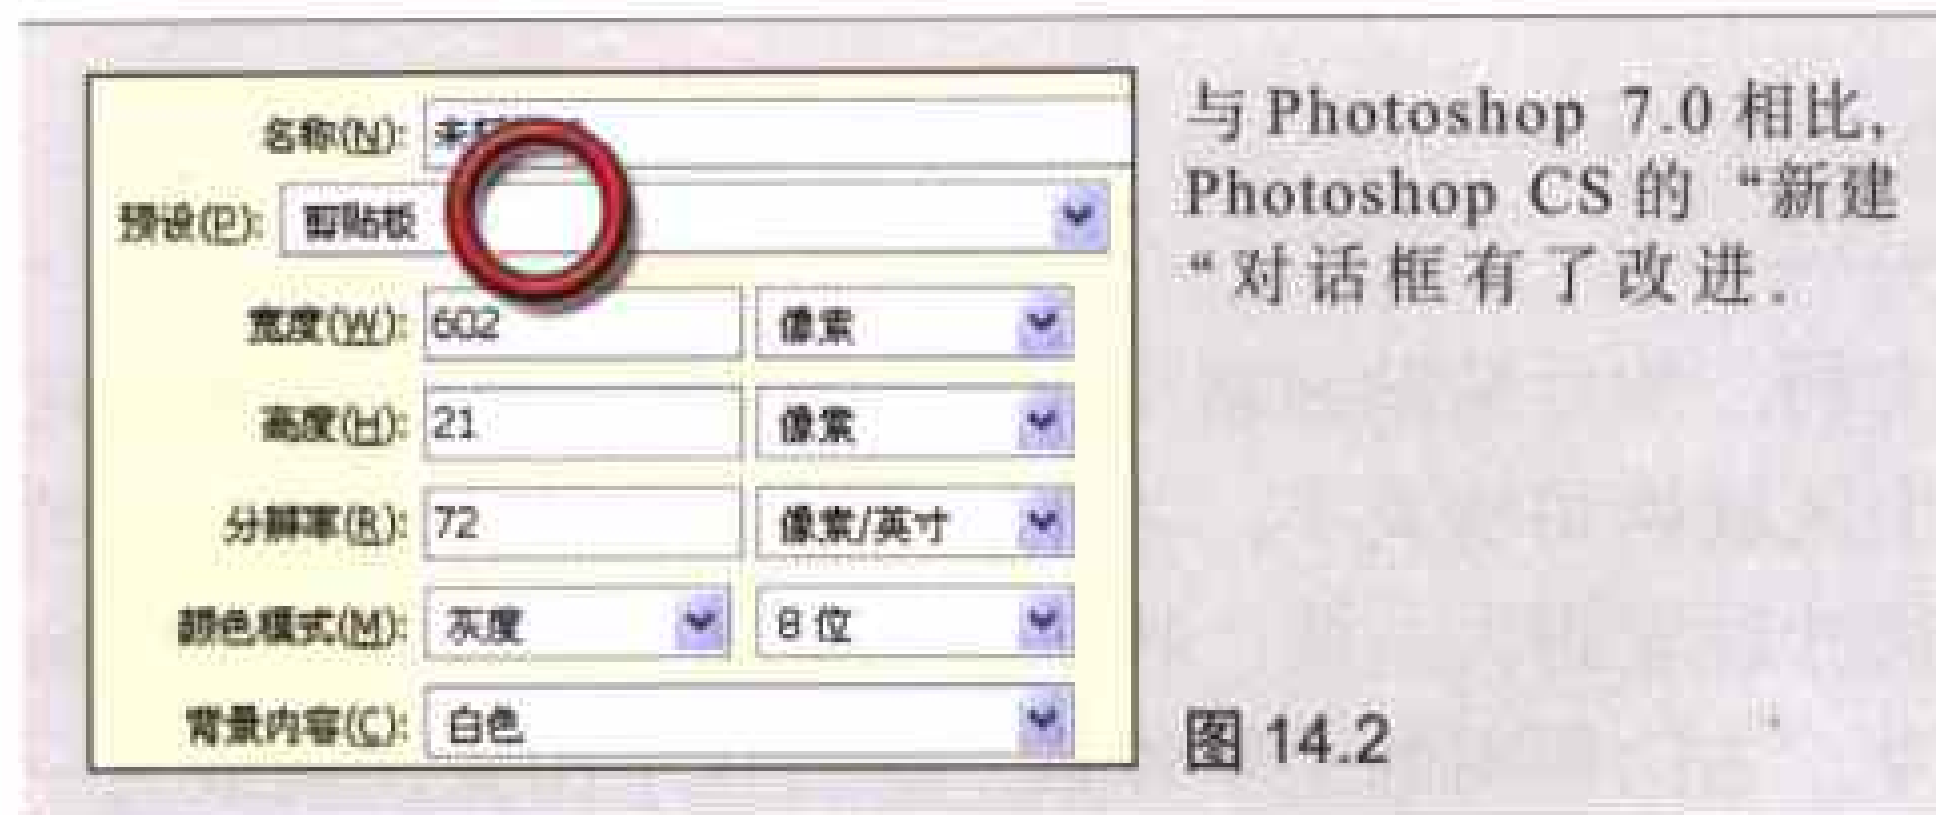 名称(N):
预设(P): 剪贴板
宽度(W): 602 像素
高度(H): 21 像素
分辨率(R): 72 像素/英寸
颜色模式(M): 灰度 8 位
背景内容(C): 白色
与 Photoshop 7.0 相比,
Photoshop CS 的 “新建
“对话框有了改进.
图 14.2